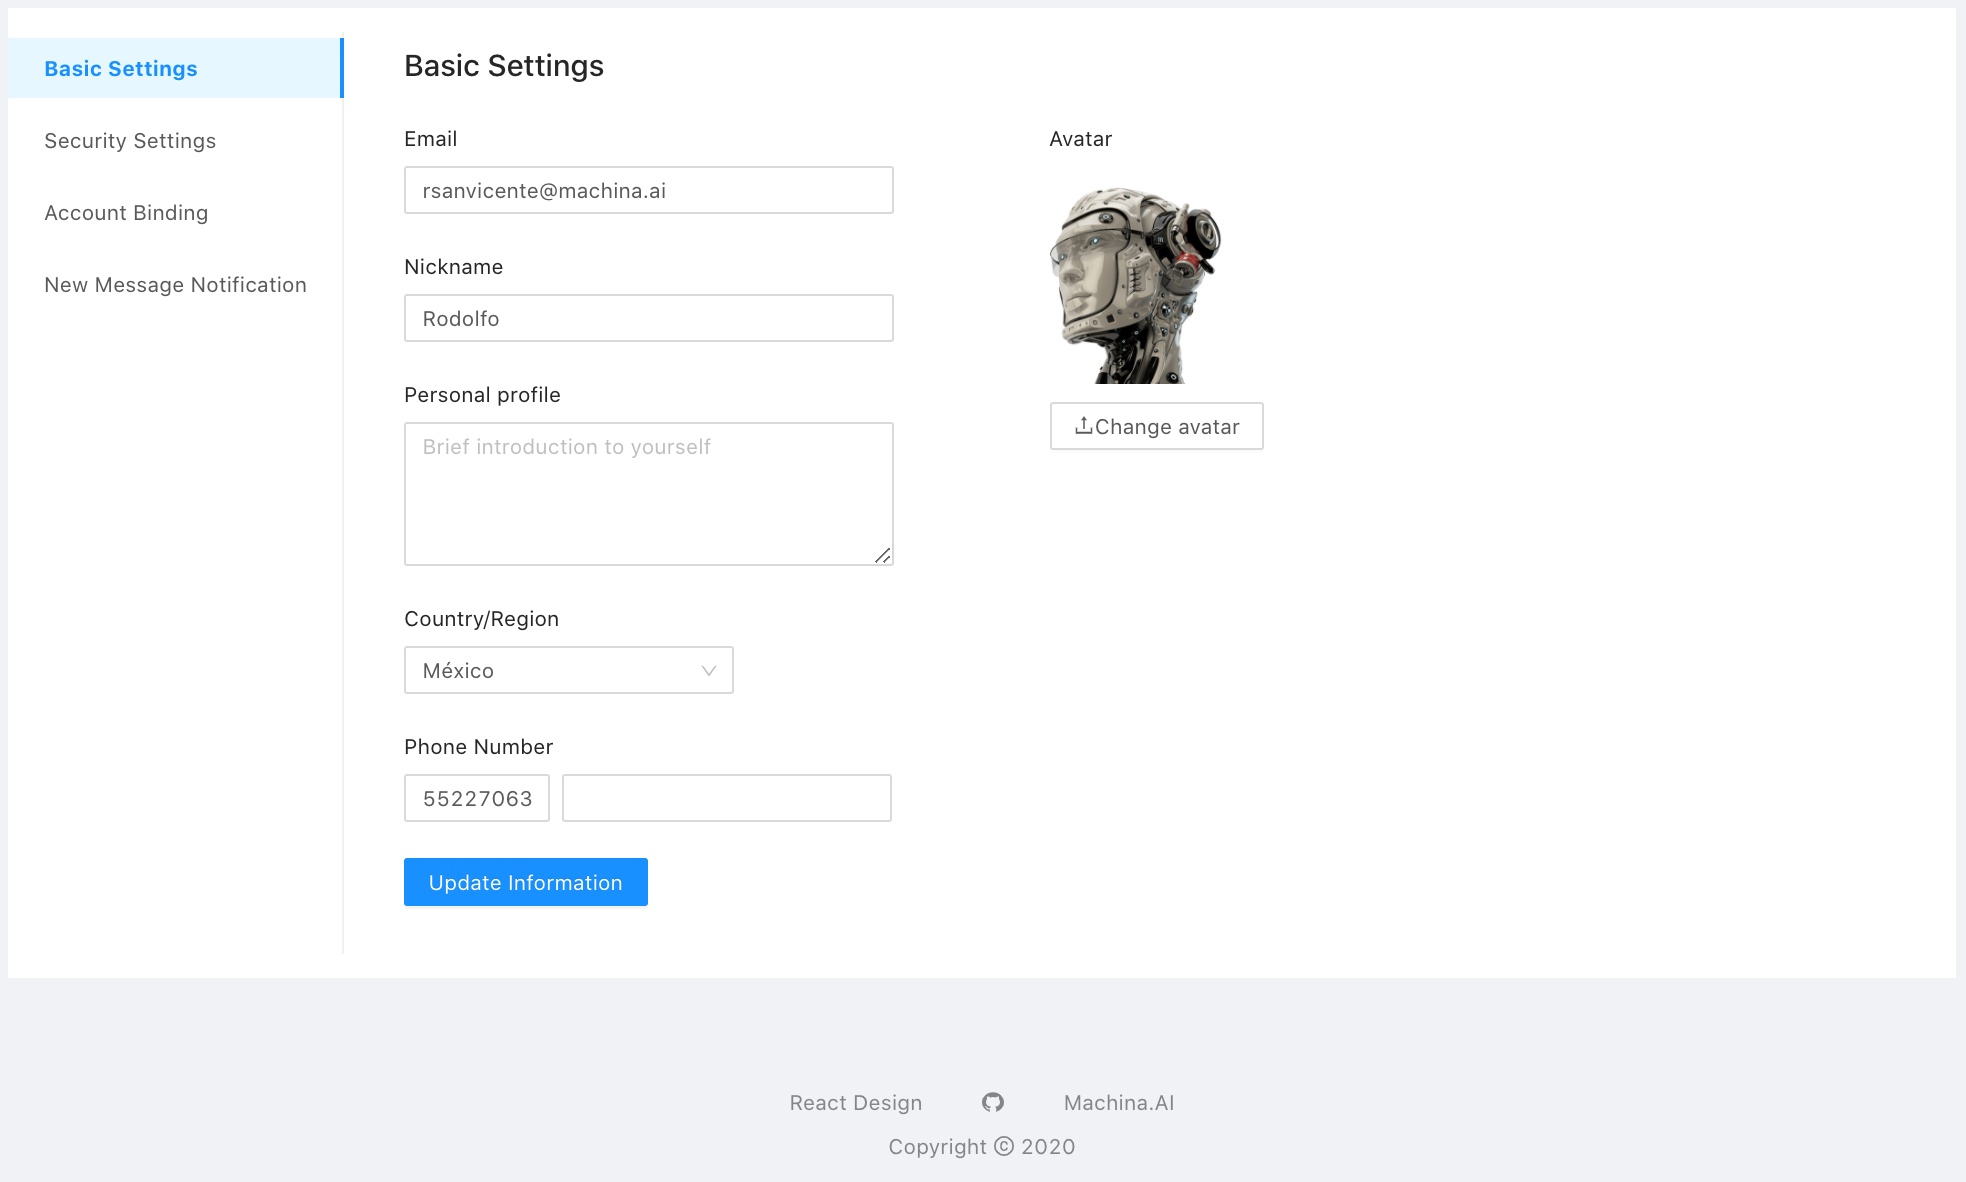 Basic Settings
Security Settings
Account Binding
New Message Notification
Basic Settings
Email
rsanvicente@machina.ai
Nickname
Rodolfo
Personal profile
Brief introduction to yourself
Country/Region
México
Phone Number
55227063
Update Information
Avatar
Change avatar
React Design Machina.AI
Copyright © 2020